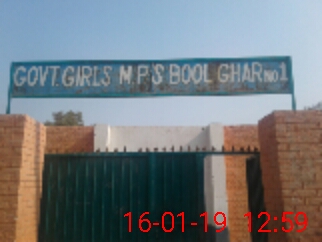 GOVT.GIRLS M.P.S BOOL GHAR NO 1
16-01-19 12:59